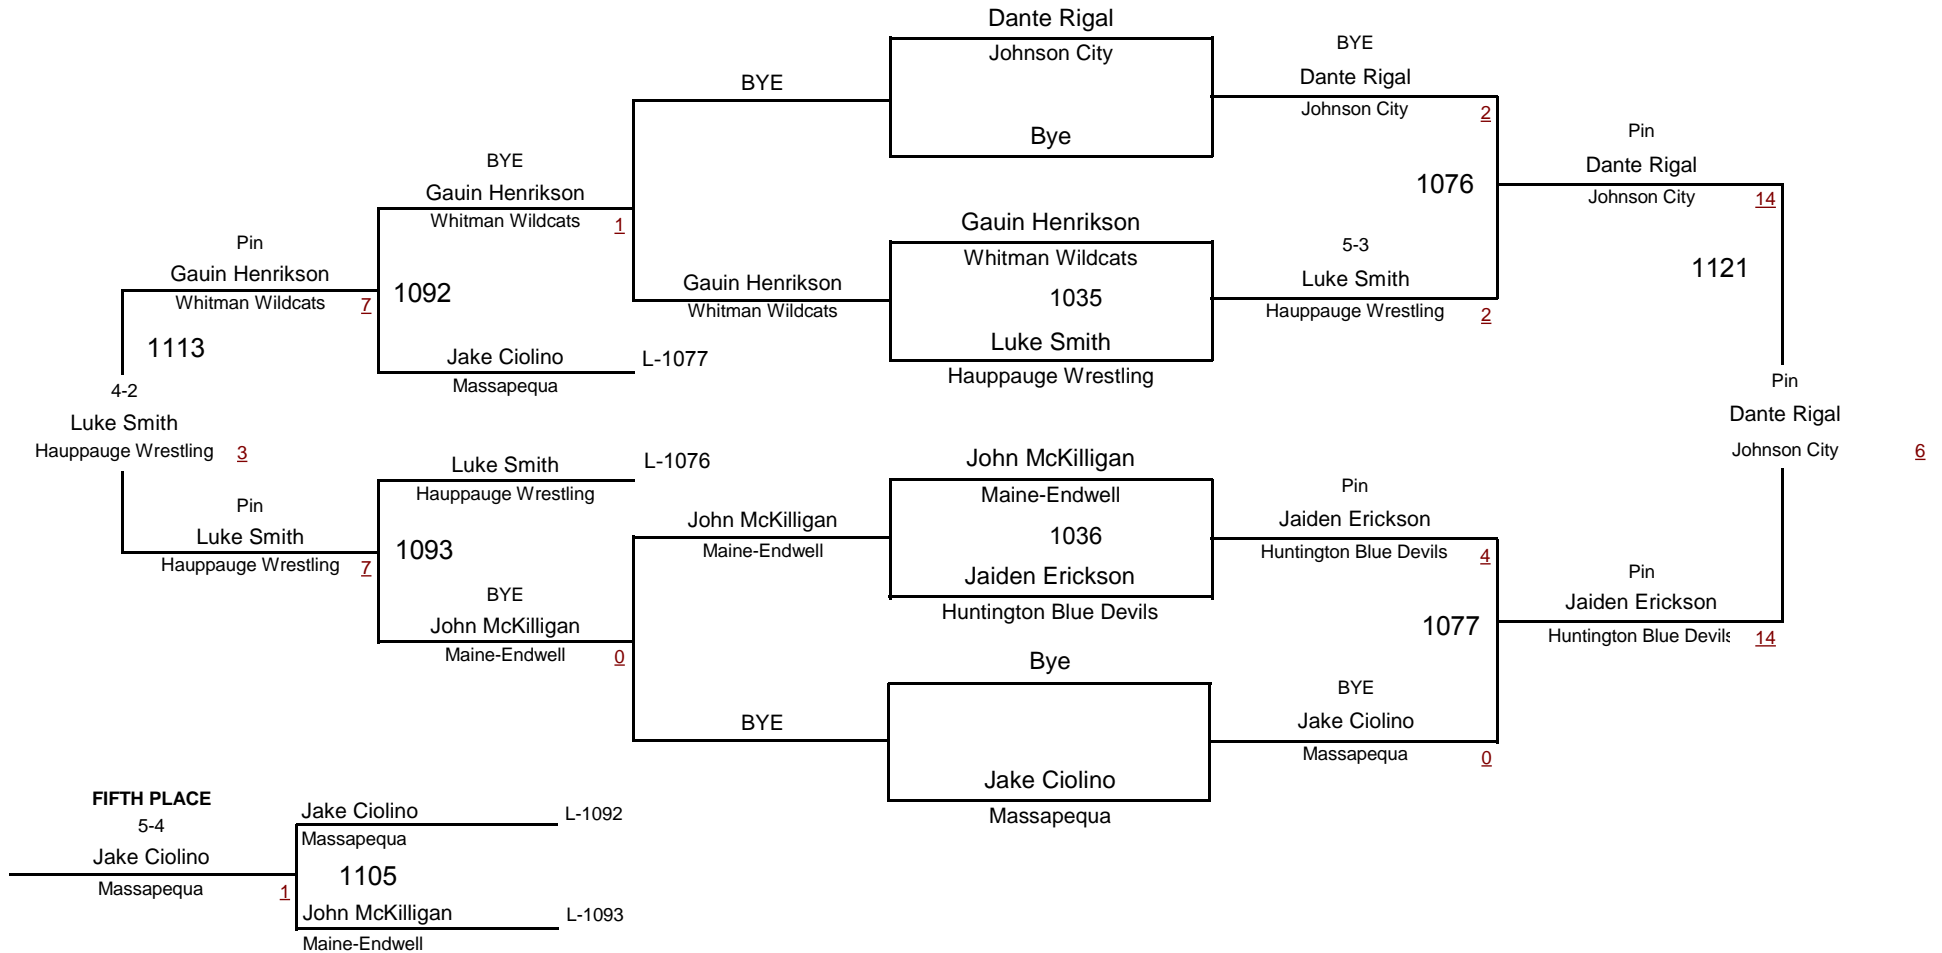 Dante Rigal
Johnson City
BYE
Bye
BYE
Dante Rigal
Johnson City
2
1076
Pin
Dante Rigal
Johnson City
14
1121
BYE
Gauin Henrikson
Whitman Wildcats
1
Gauin Henrikson
Whitman Wildcats
Gauin Henrikson
Whitman Wildcats
1035
Luke Smith
Hauppauge Wrestling
5-3
Luke Smith
Hauppauge Wrestling
2
Pin
Gauin Henrikson
Whitman Wildcats
7
1092
1113
Jake Ciolino
Massapequa
L-1077
4-2
Luke Smith
Hauppauge Wrestling
3
Pin
Dante Rigal
Johnson City
6
Luke Smith
Hauppauge Wrestling
L-1076
Pin
Luke Smith
Hauppauge Wrestling
7
1093
BYE
John McKilligan
Maine-Endwell
0
John McKilligan
Maine-Endwell
John McKilligan
Maine-Endwell
1036
Jaiden Erickson
Huntington Blue Devils
Pin
Jaiden Erickson
Huntington Blue Devils
4
1077
Pin
Jaiden Erickson
Huntington Blue Devils
14
BYE
Bye
Jake Ciolino
Massapequa
BYE
Jake Ciolino
Massapequa
0
FIFTH PLACE
5-4
Jake Ciolino
Massapequa
1
Jake Ciolino
Massapequa
L-1092
1105
John McKilligan
Maine-Endwell
L-1093